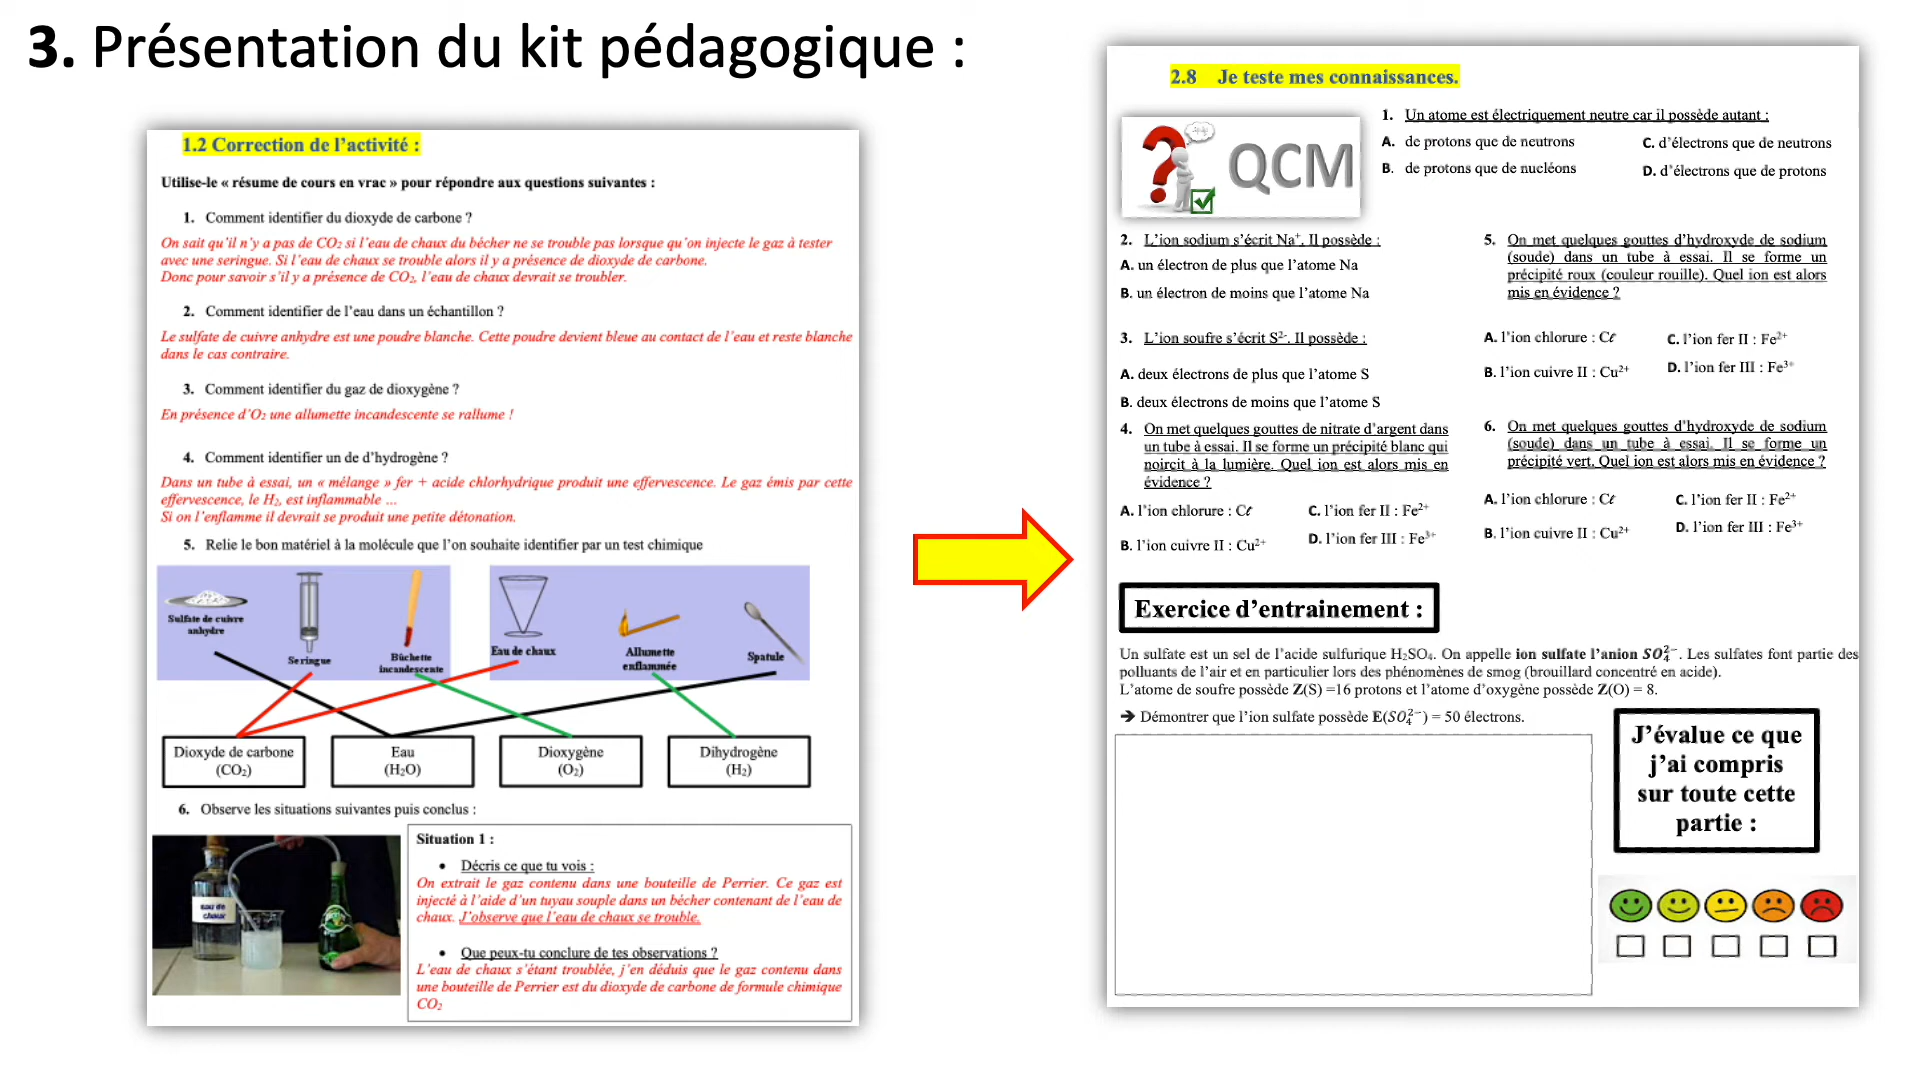 3. Présentation du kit pédagogique :
1.2 Correction de l’activité :
Utilise-le « résume de cours en vrac » pour répondre aux questions suivantes :
1. Comment identifier du dioxyde de carbone ?
On sait qu’il n’y a pas de CO₂ si l’eau de chaux du bécher ne se trouble pas lorsque qu’on injecte le gaz à tester
avec une seringue. Si l’eau de chaux se trouble alors il y a présence de dioxyde de carbone.
Donc pour savoir s’il y a présence de CO₂, l’eau de chaux devrait se troubler.
2. Comment identifier de l’eau dans un échantillon ?
Le sulfate de cuivre anhydre est une poudre blanche. Cette poudre devient bleue au contact de l’eau et reste blanche
dans le cas contraire.
3. Comment identifier du gaz de dioxygène ?
En présence d’O₂ une allumette incandescente se rallume !
4. Comment identifier un de d’hydrogène ?
Dans un tube à essai, un « mélange » fer + acide chlorhydrique produit une effervescence. Le gaz émis par cette
effervescence, le H₂, est inflammable ...
Si on l’enflamme il devrait se produit une petite détonation.
5. Relie le bon matériel à la molécule que l’on souhaite identifier par un test chimique
Sulfate de cuivre
anhydre
Seringue
Bûchette
incandescente
Eau de chaux
Allumette
enflammée
Spatule
Dioxyde de carbone
(CO₂)
Eau
(H₂O)
Dioxygène
(O₂)
Dihydrogène
(H₂)
6. Observe les situations suivantes puis conclus :
eau de
chaux
Situation 1 :
• Décris ce que tu vois :
On extrait le gaz contenu dans une bouteille de Perrier. Ce gaz est
injecté à l’aide d’un tuyau souple dans un bécher contenant de l’eau de
chaux. J’observe que l’eau de chaux se trouble.
• Que peux-tu conclure de tes observations ?
L’eau de chaux s’étant troublée, j’en déduis que le gaz contenu dans
une bouteille de Perrier est du dioxyde de carbone de formule chimique
CO₂
2.8 Je teste mes connaissances.
QCM
1. Un atome est électriquement neutre car il possède autant :
A. de protons que de neutrons
C. d’électrons que de neutrons
B. de protons que de nucléons
D. d’électrons que de protons
2. L’ion sodium s’écrit Na⁺. Il possède :
A. un électron de plus que l’atome Na
B. un électron de moins que l’atome Na
3. L’ion soufre s’écrit S²⁻. Il possède :
A. deux électrons de plus que l’atome S
B. deux électrons de moins que l’atome S
4. On met quelques gouttes de nitrate d’argent dans
un tube à essai. Il se forme un précipité blanc qui
noircit à la lumière. Quel ion est alors mis en
évidence ?
A. l’ion chlorure : Cℓ⁻
C. l’ion fer II : Fe²⁺
B. l’ion cuivre II : Cu²⁺
D. l’ion fer III : Fe³⁺
5. On met quelques gouttes d’hydroxyde de sodium
(soude) dans un tube à essai. Il se forme un
précipité roux (couleur rouille). Quel ion est alors
mis en évidence ?
A. l’ion chlorure : Cℓ⁻
C. l’ion fer II : Fe²⁺
B. l’ion cuivre II : Cu²⁺
D. l’ion fer III : Fe³⁺
6. On met quelques gouttes d’hydroxyde de sodium
(soude) dans un tube à essai. Il se forme un
précipité vert. Quel ion est alors mis en évidence ?
A. l’ion chlorure : Cℓ⁻
C. l’ion fer II : Fe²⁺
B. l’ion cuivre II : Cu²⁺
D. l’ion fer III : Fe³⁺
Exercice d’entrainement :
Un sulfate est un sel de l’acide sulfurique H₂SO₄. On appelle ion sulfate l’anion SO₄²⁻. Les sulfates font partie des
polluants de l’air et en particulier lors des phénomènes de smog (brouillard concentré en acide).
L’atome de soufre possède Z(S) =16 protons et l’atome d’oxygène possède Z(O) = 8.
➔ Démontrer que l’ion sulfate possède E(SO₄²⁻) = 50 électrons.
J’évalue ce que
j’ai compris
sur toute cette
partie :